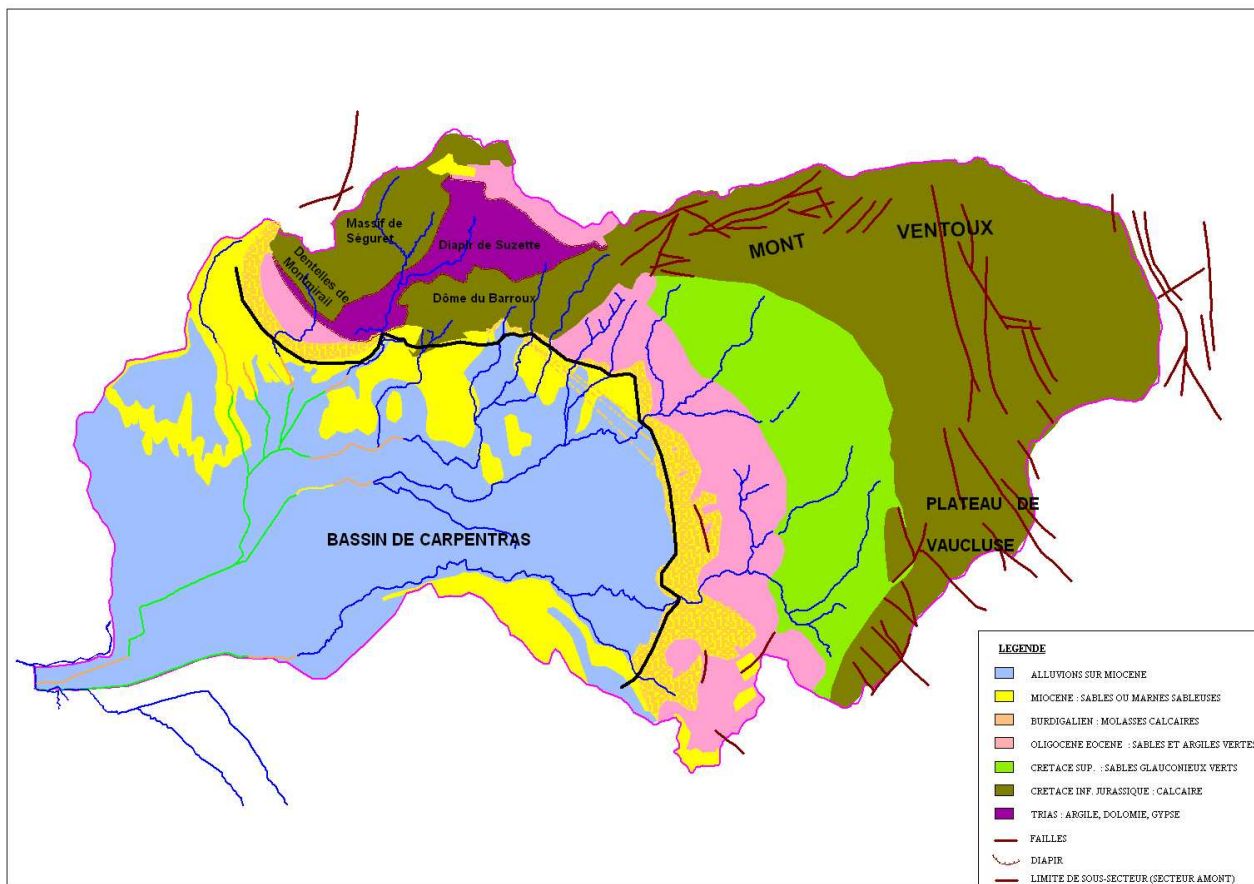 Massif de
Séguret
Diapir de Suzette
Dentelles de
Montmirail
Dôme du Barroux
MONT
VENTOUX
PLATEAU DE
VAUCLUSE
BASSIN DE CARPENTRAS
LEGENDE
ALLUVIONS SUR MIOCENE
MIOCENE : SABLES OU MARNES SABLEUSES
BURDIGALIEN : MOLASSES CALCAIRES
OLIGOCENE EOCENE : SABLES ET ARGILES VERTES
CRETACE SUP. : SABLES GLAUCONIEUX VERTS
CRETACE INF. JURASSIQUE : CALCAIRE
TRIAS : ARGILE, DOLOMIE, GYPSE
FAILLES
DIAPIR
LIMITE DE SOUS-SECTEUR (SECTEUR AMONT)